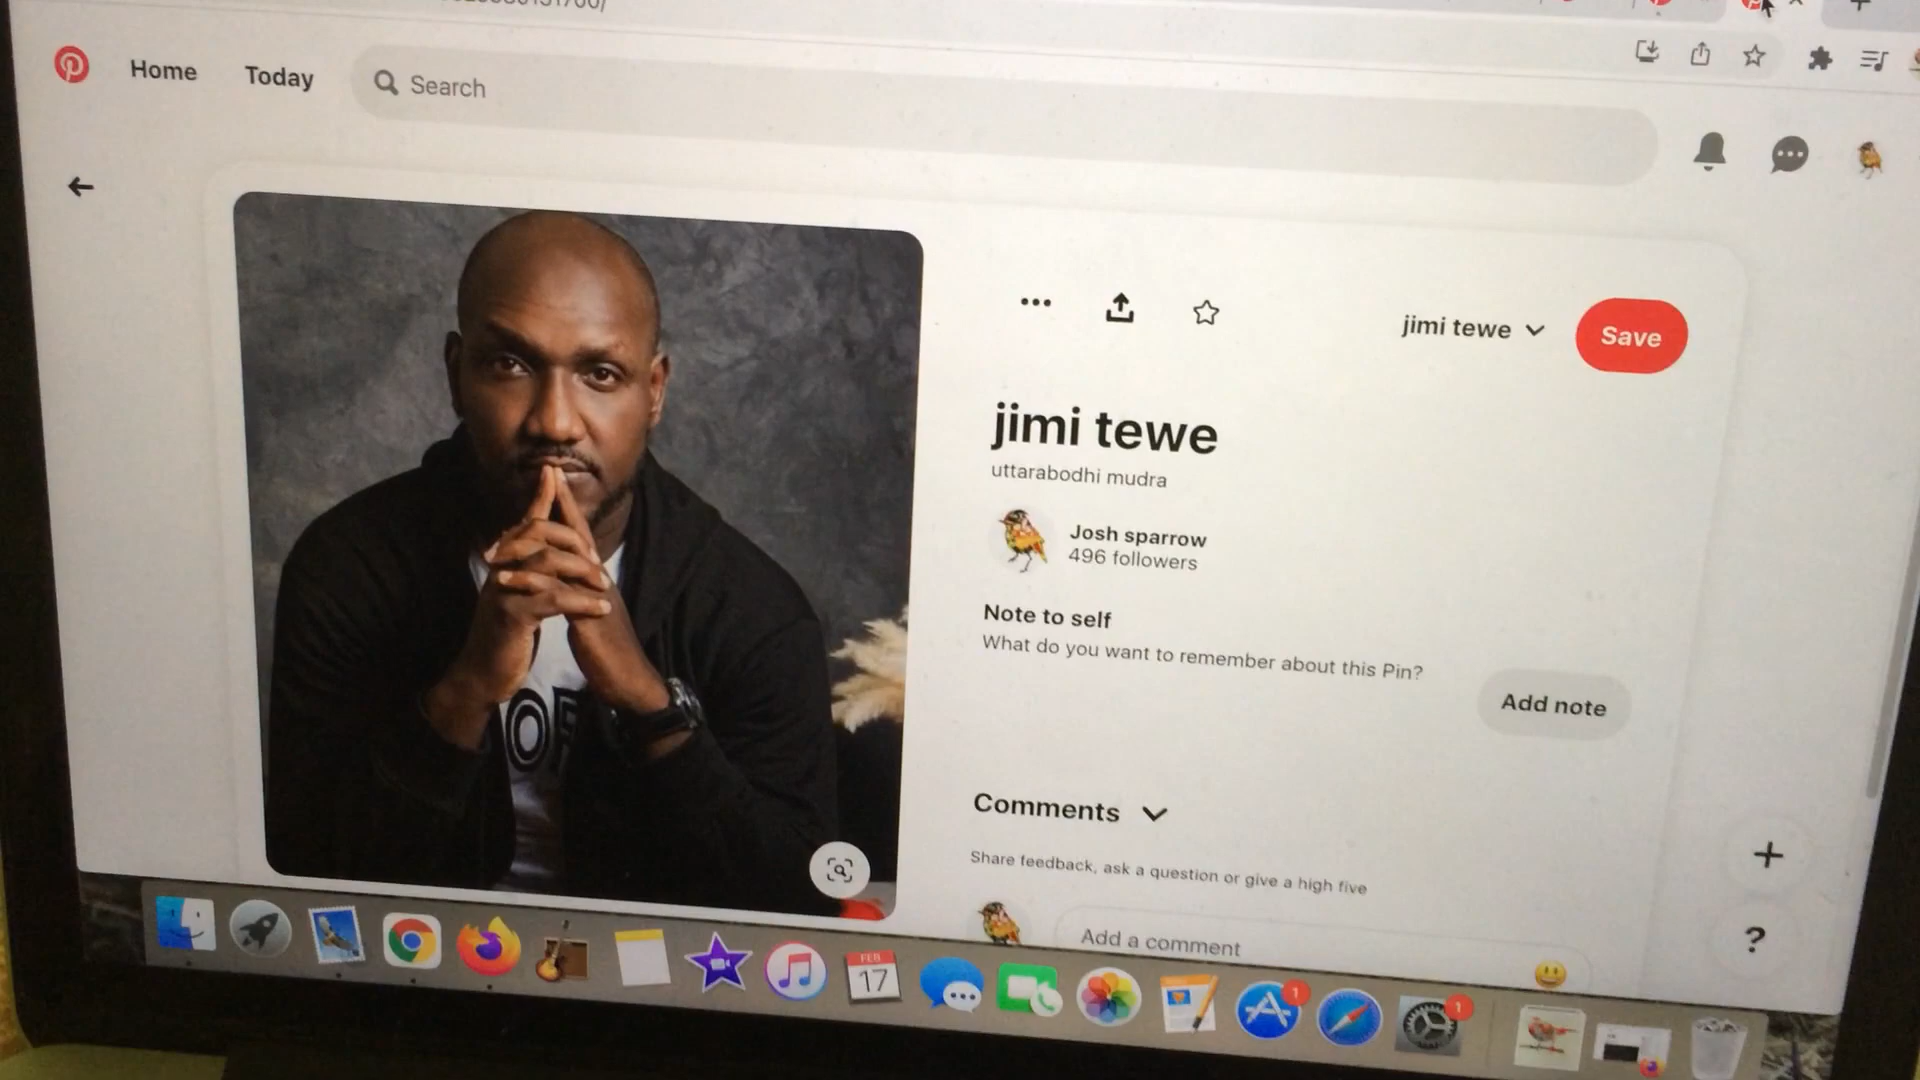 Home
Today
Search
jimi tewe
Save
jimi tewe
uttarabodhi mudra
Josh sparrow
496 followers
Note to self
What do you want to remember about this Pin?
Add note
Comments
Share feedback, ask a question or give a high five
Add a comment
?
FEB
17
1
1